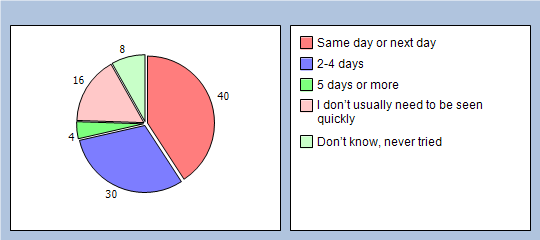 8
16
40
4
30
Same day or next day
2-4 days
5 days or more
I don't usually need to be seen
quickly
Don't know, never tried